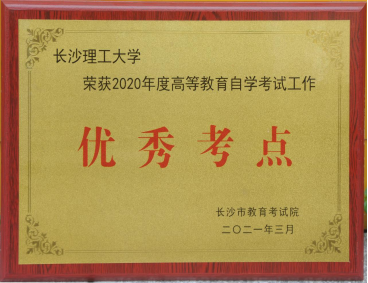 长沙理工大学
荣获2020年度高等教育自学考试工作
优秀考点
长沙市教育考试院
二〇二一年三月